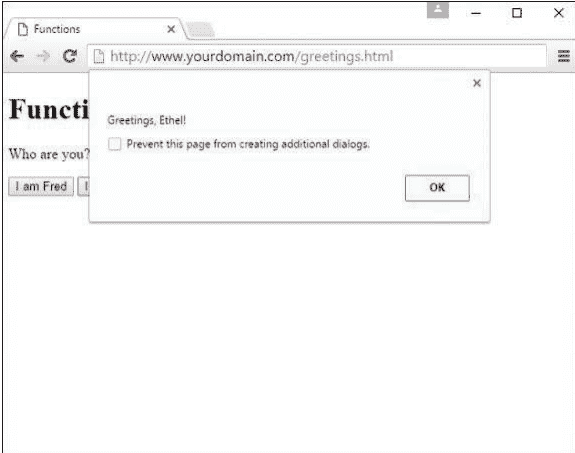 Functions
http://www.yourdomain.com/greetings.html
Greetings, Ethel!
Prevent this page from creating additional dialogs.
OK
Functi
Who are you?
I am Fred I